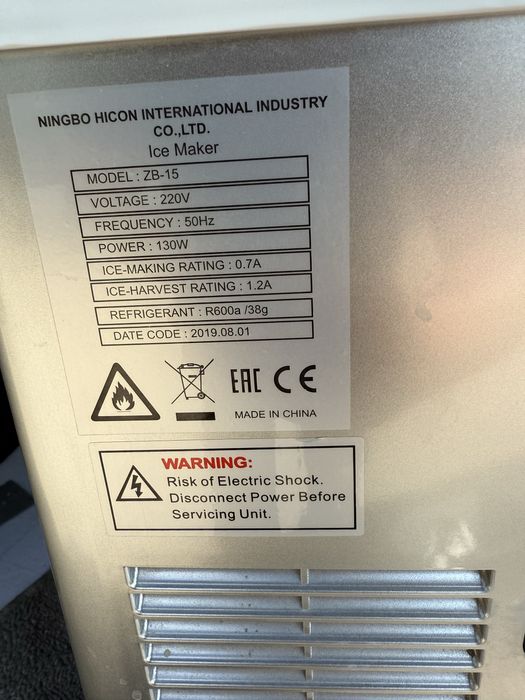 NINGBO HICON INTERNATIONAL INDUSTRY
CO.,LTD.
Ice Maker
MODEL : ZB-15
VOLTAGE : 220V
FREQUENCY : 50Hz
POWER : 130W
ICE-MAKING RATING : 0.7A
ICE-HARVEST RATING : 1.2A
REFRIGERANT : R600a /38g
DATE CODE : 2019.08.01
EAC CE
MADE IN CHINA
WARNING:
Risk of Electric Shock.
Disconnect Power Before
Servicing Unit.